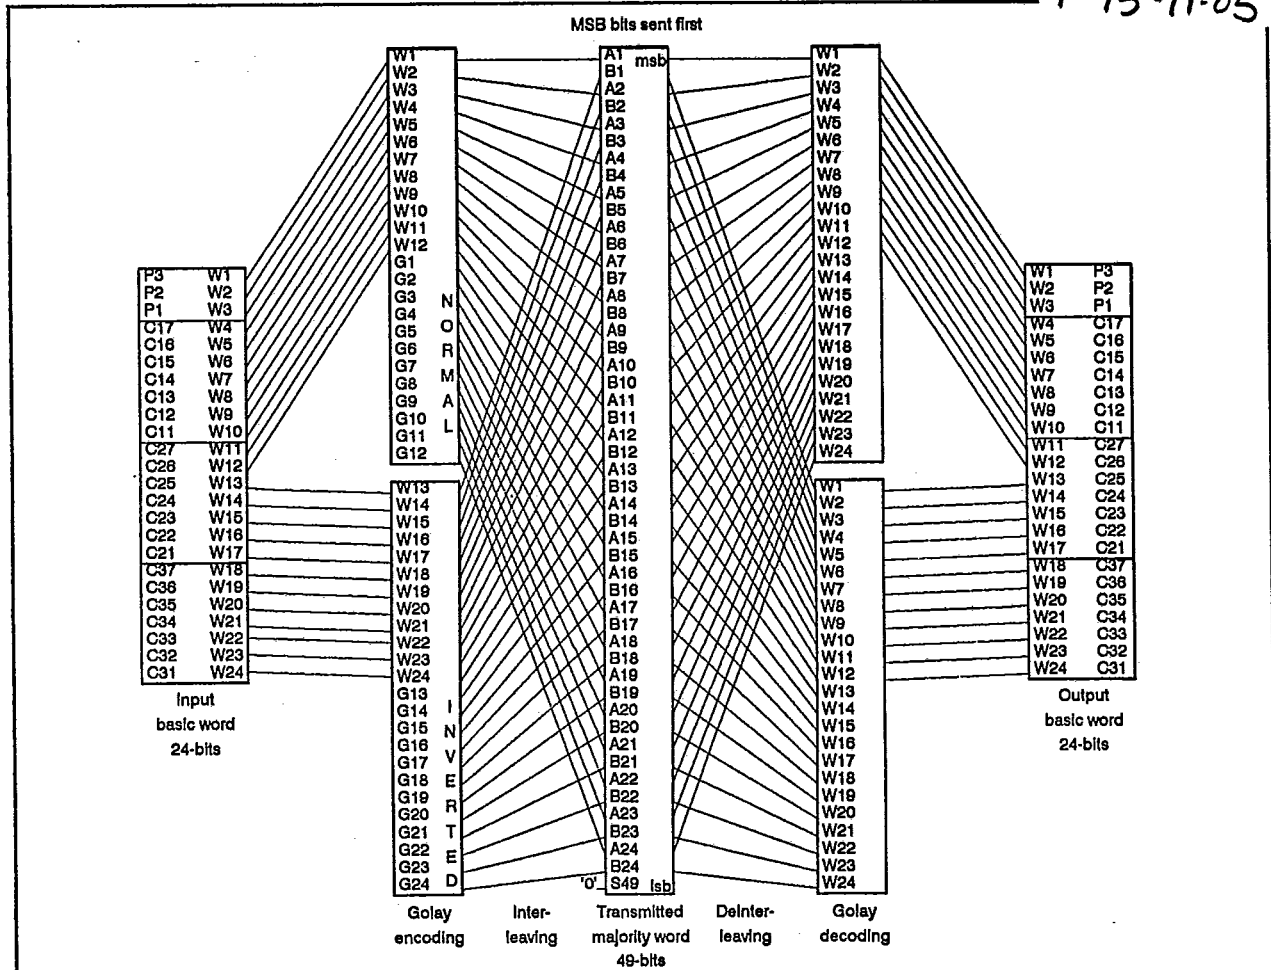 MSB bits sent first
W1
W2
W3
W4
W5
W6
W7
W8
W9
W10
W11
W12
G1
G2
G3
G4
G5
G6
G7
G8
G9
G10
G11
G12
NORMAL
A1 msb
B1
A2
B2
A3
B3
A4
B4
A5
B5
A6
B6
A7
B7
A8
B8
A9
B9
A10
B10
A11
B11
A12
B12
A13
B13
A14
B14
A15
B15
A16
B16
A17
B17
A18
B18
A19
B19
A20
B20
A21
B21
A22
B22
A23
B23
A24
B24
'0' S49 lsb
W1
W2
W3
W4
W5
W6
W7
W8
W9
W10
W11
W12
W13
W14
W15
W16
W17
W18
W19
W20
W21
W22
W23
W24
P3 W1
P2 W2
P1 W3
C17 W4
C16 W5
C15 W6
C14 W7
C13 W8
C12 W9
C11 W10
C27 W11
C26 W12
C25 W13
C24 W14
C23 W15
C22 W16
C21 W17
C37 W18
C36 W19
C35 W20
C34 W21
C33 W22
C32 W23
C31 W24
Input
basic word
24-bits
W13
W14
W15
W16
W17
W18
W19
W20
W21
W22
W23
W24
G13
G14
G15
G16
G17
G18
G19
G20
G21
G22
G23
G24
INVERTED
W1
W2
W3
W4
W5
W6
W7
W8
W9
W10
W11
W12
W13
W14
W15
W16
W17
W18
W19
W20
W21
W22
W23
W24
W1 P3
W2 P2
W3 P1
W4 C17
W5 C16
W6 C15
W7 C14
W8 C13
W9 C12
W10 C11
W11 C27
W12 C26
W13 C25
W14 C24
W15 C23
W16 C22
W17 C21
W18 C37
W19 C36
W20 C35
W21 C34
W22 C33
W23 C32
W24 C31
Output
basic word
24-bits
Golay
encoding
Inter-
leaving
Transmitted
majority word
49-bits
Deinter-
leaving
Golay
decoding